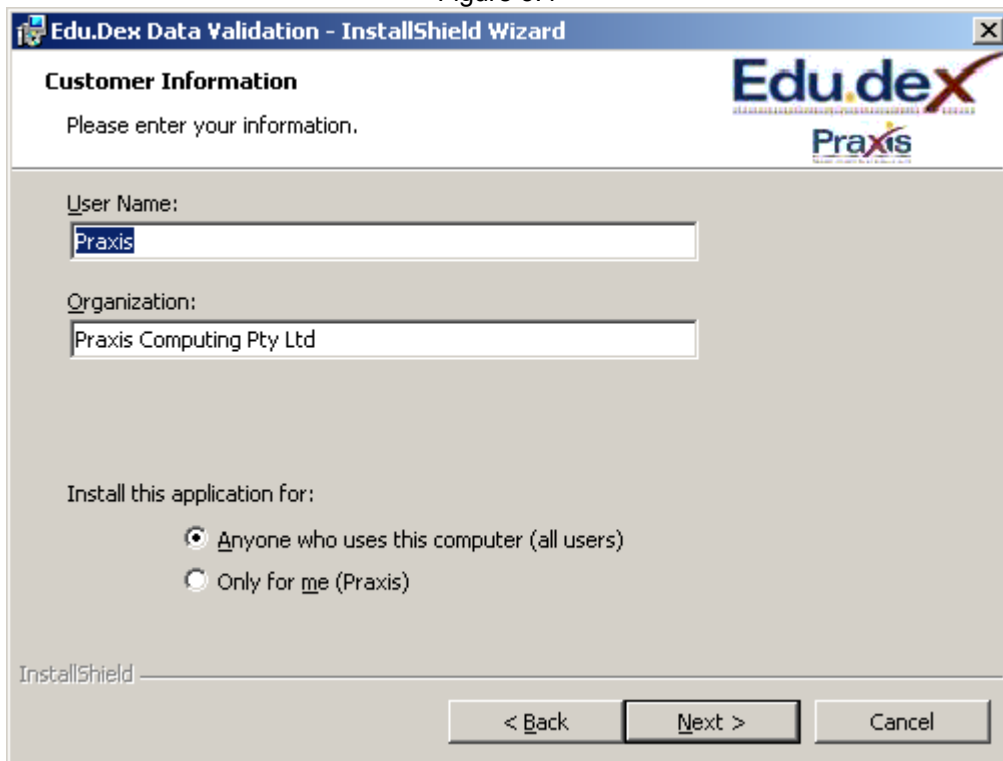 Edu.Dex Data Validation - InstallShield Wizard
Customer Information
Please enter your information.
Edu.dex
Praxis
User Name:
Praxis
Organization:
Praxis Computing Pty Ltd
Install this application for:
Anyone who uses this computer (all users)
Only for me (Praxis)
InstallShield
< Back
Next >
Cancel